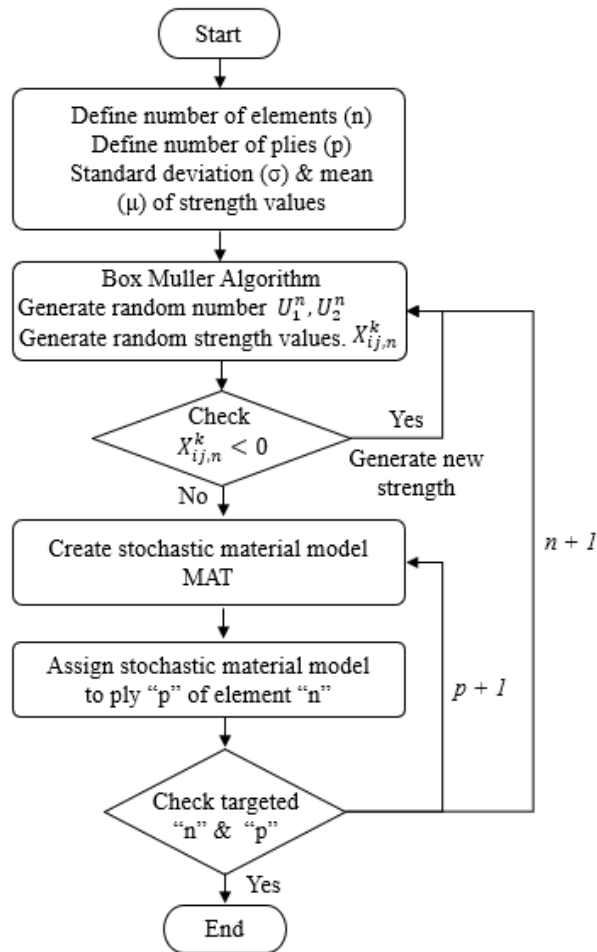 Start
Define number of elements (n)
Define number of plies (p)
Standard deviation (σ) & mean
(μ) of strength values
Box Muller Algorithm
Generate random number U₁ⁿ, U₂ⁿ
Generate random strength values. Xᵏᵢⱼ,ₙ
Check
Xᵏᵢⱼ,ₙ < 0
Yes
Generate new
strength
No
Create stochastic material model
MAT
n + 1
Assign stochastic material model
to ply “p” of element “n”
p + 1
Check targeted
“n” & “p”
Yes
End